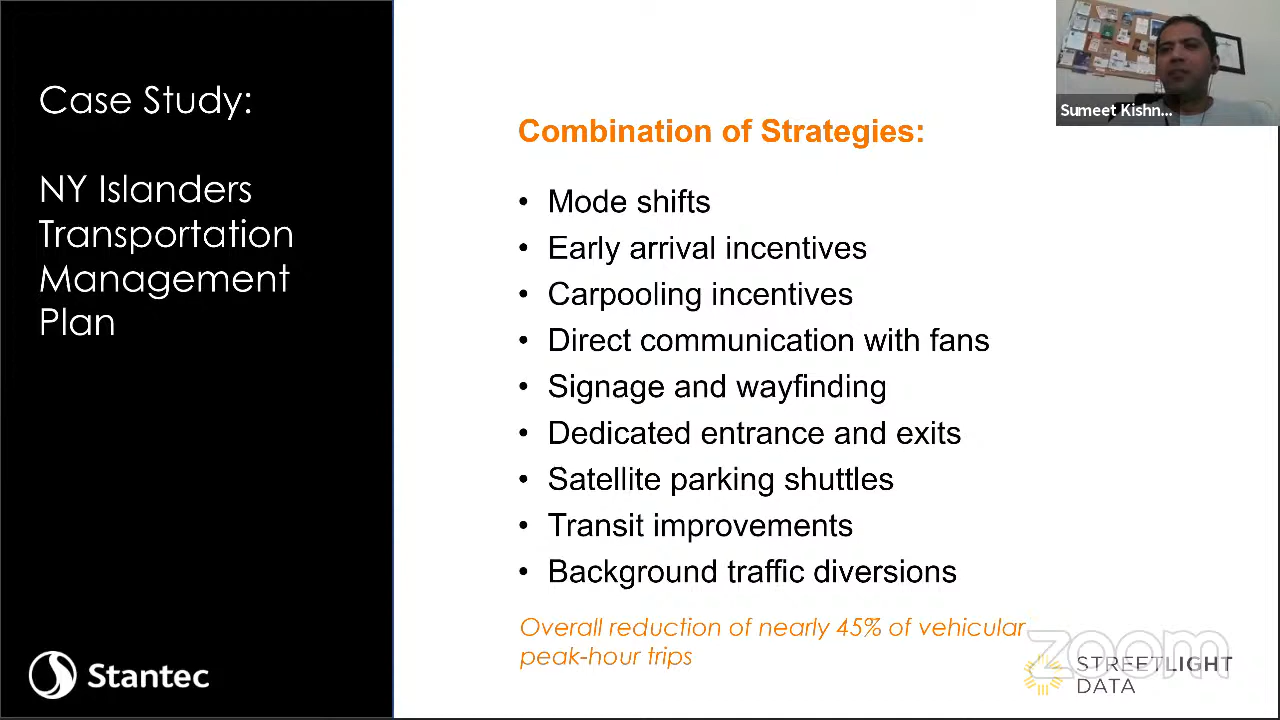 Case Study:
NY Islanders
Transportation
Management
Plan
Stantec
Combination of Strategies:
• Mode shifts
• Early arrival incentives
• Carpooling incentives
• Direct communication with fans
• Signage and wayfinding
• Dedicated entrance and exits
• Satellite parking shuttles
• Transit improvements
• Background traffic diversions
Overall reduction of nearly 45% of vehicular
peak-hour trips
Sumeet Kishn...
zoom
STREETLIGHT
DATA